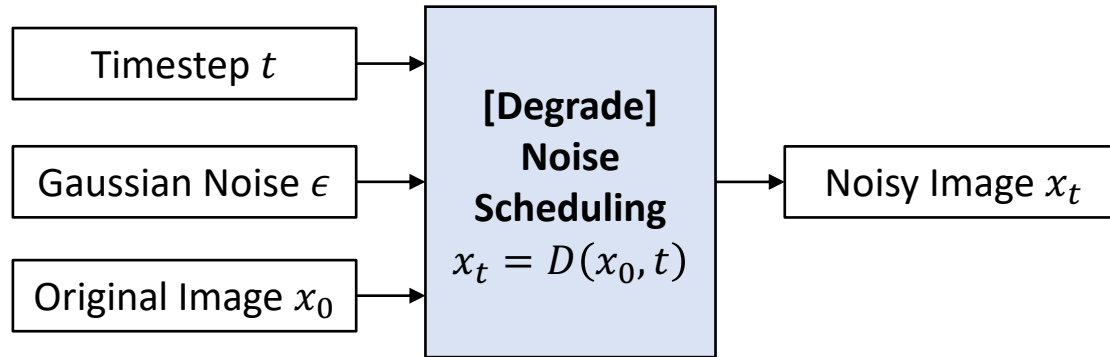 Timestep 𝑡
Gaussian Noise 𝜖
Original Image 𝑥₀
[Degrade]
Noise
Scheduling
𝑥ₜ = 𝐷(𝑥₀, 𝑡)
Noisy Image 𝑥ₜ